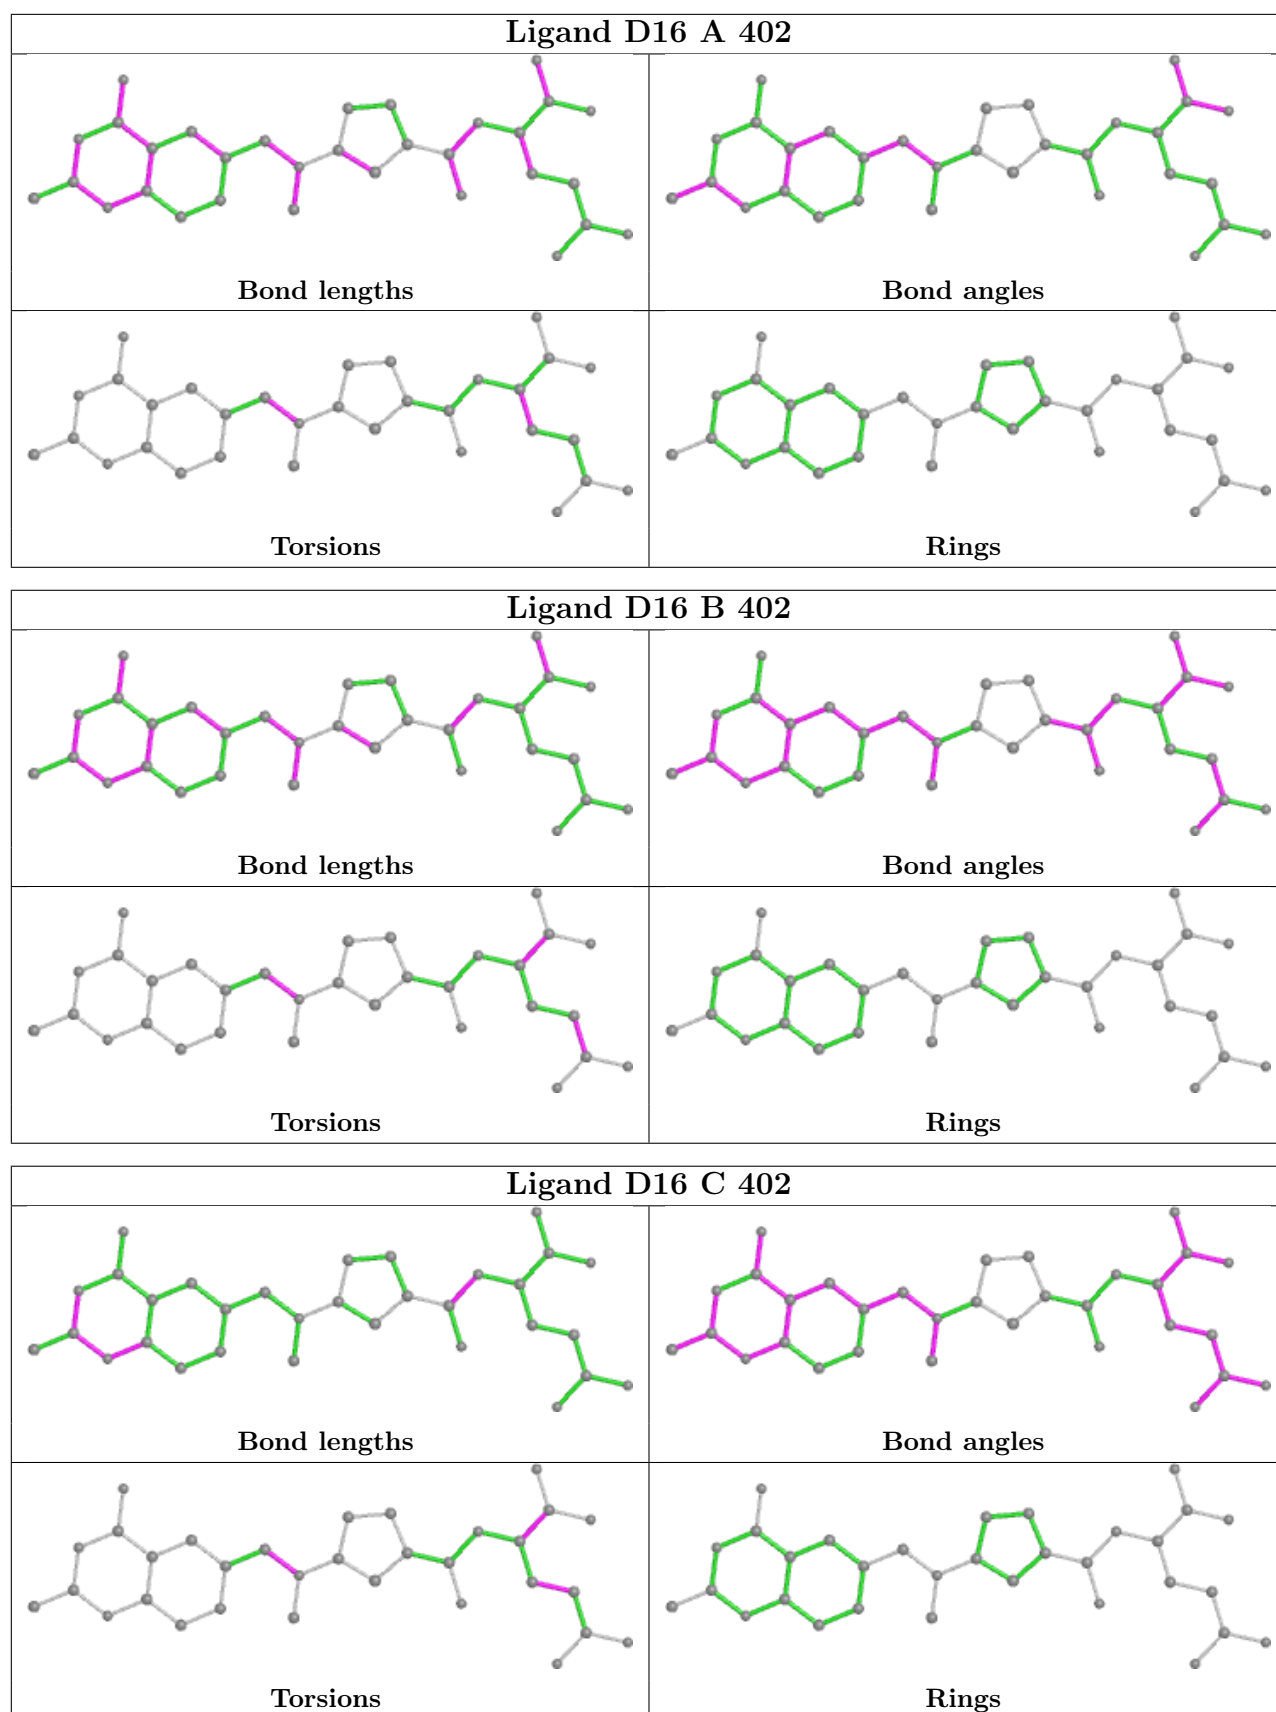 Ligand D16 A 402
Bond lengths
Bond angles
Torsions
Rings
Ligand D16 B 402
Bond lengths
Bond angles
Torsions
Rings
Ligand D16 C 402
Bond lengths
Bond angles
Torsions
Rings